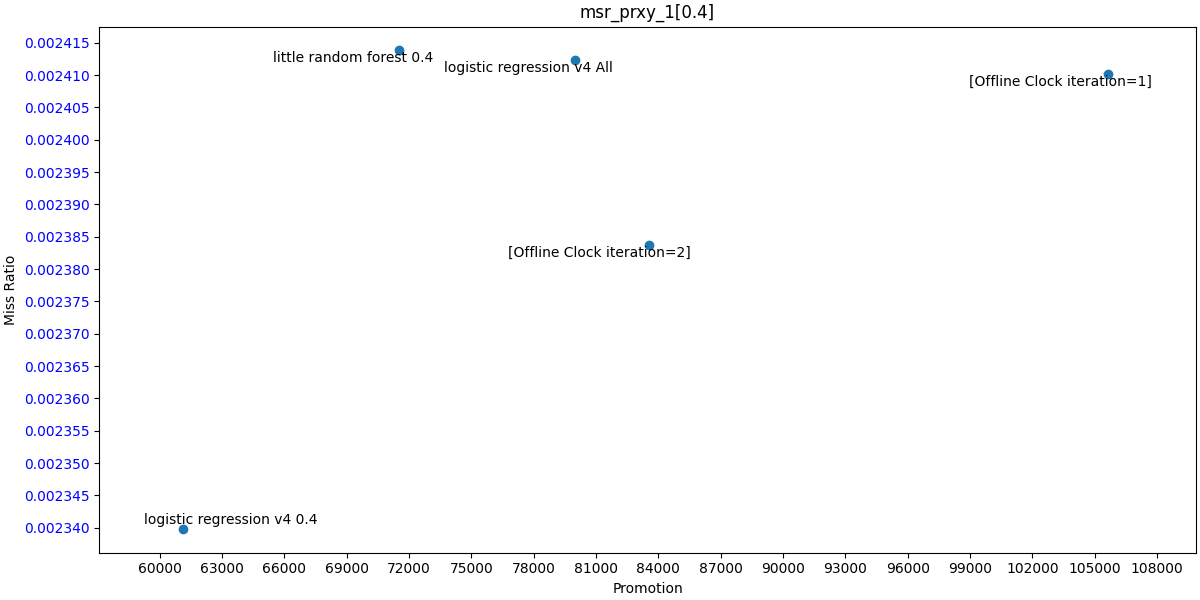 msr_prxy_1[0.4]
0.002415
0.002410
0.002405
0.002400
0.002395
0.002390
0.002385
0.002380
0.002375
0.002370
0.002365
0.002360
0.002355
0.002350
0.002345
0.002340
Miss Ratio
little random forest 0.4
logistic regression v4 All
[Offline Clock iteration=1]
[Offline Clock iteration=2]
logistic regression v4 0.4
60000 63000 66000 69000 72000 75000 78000 81000 84000 87000 90000 93000 96000 99000 102000 105000 108000
Promotion